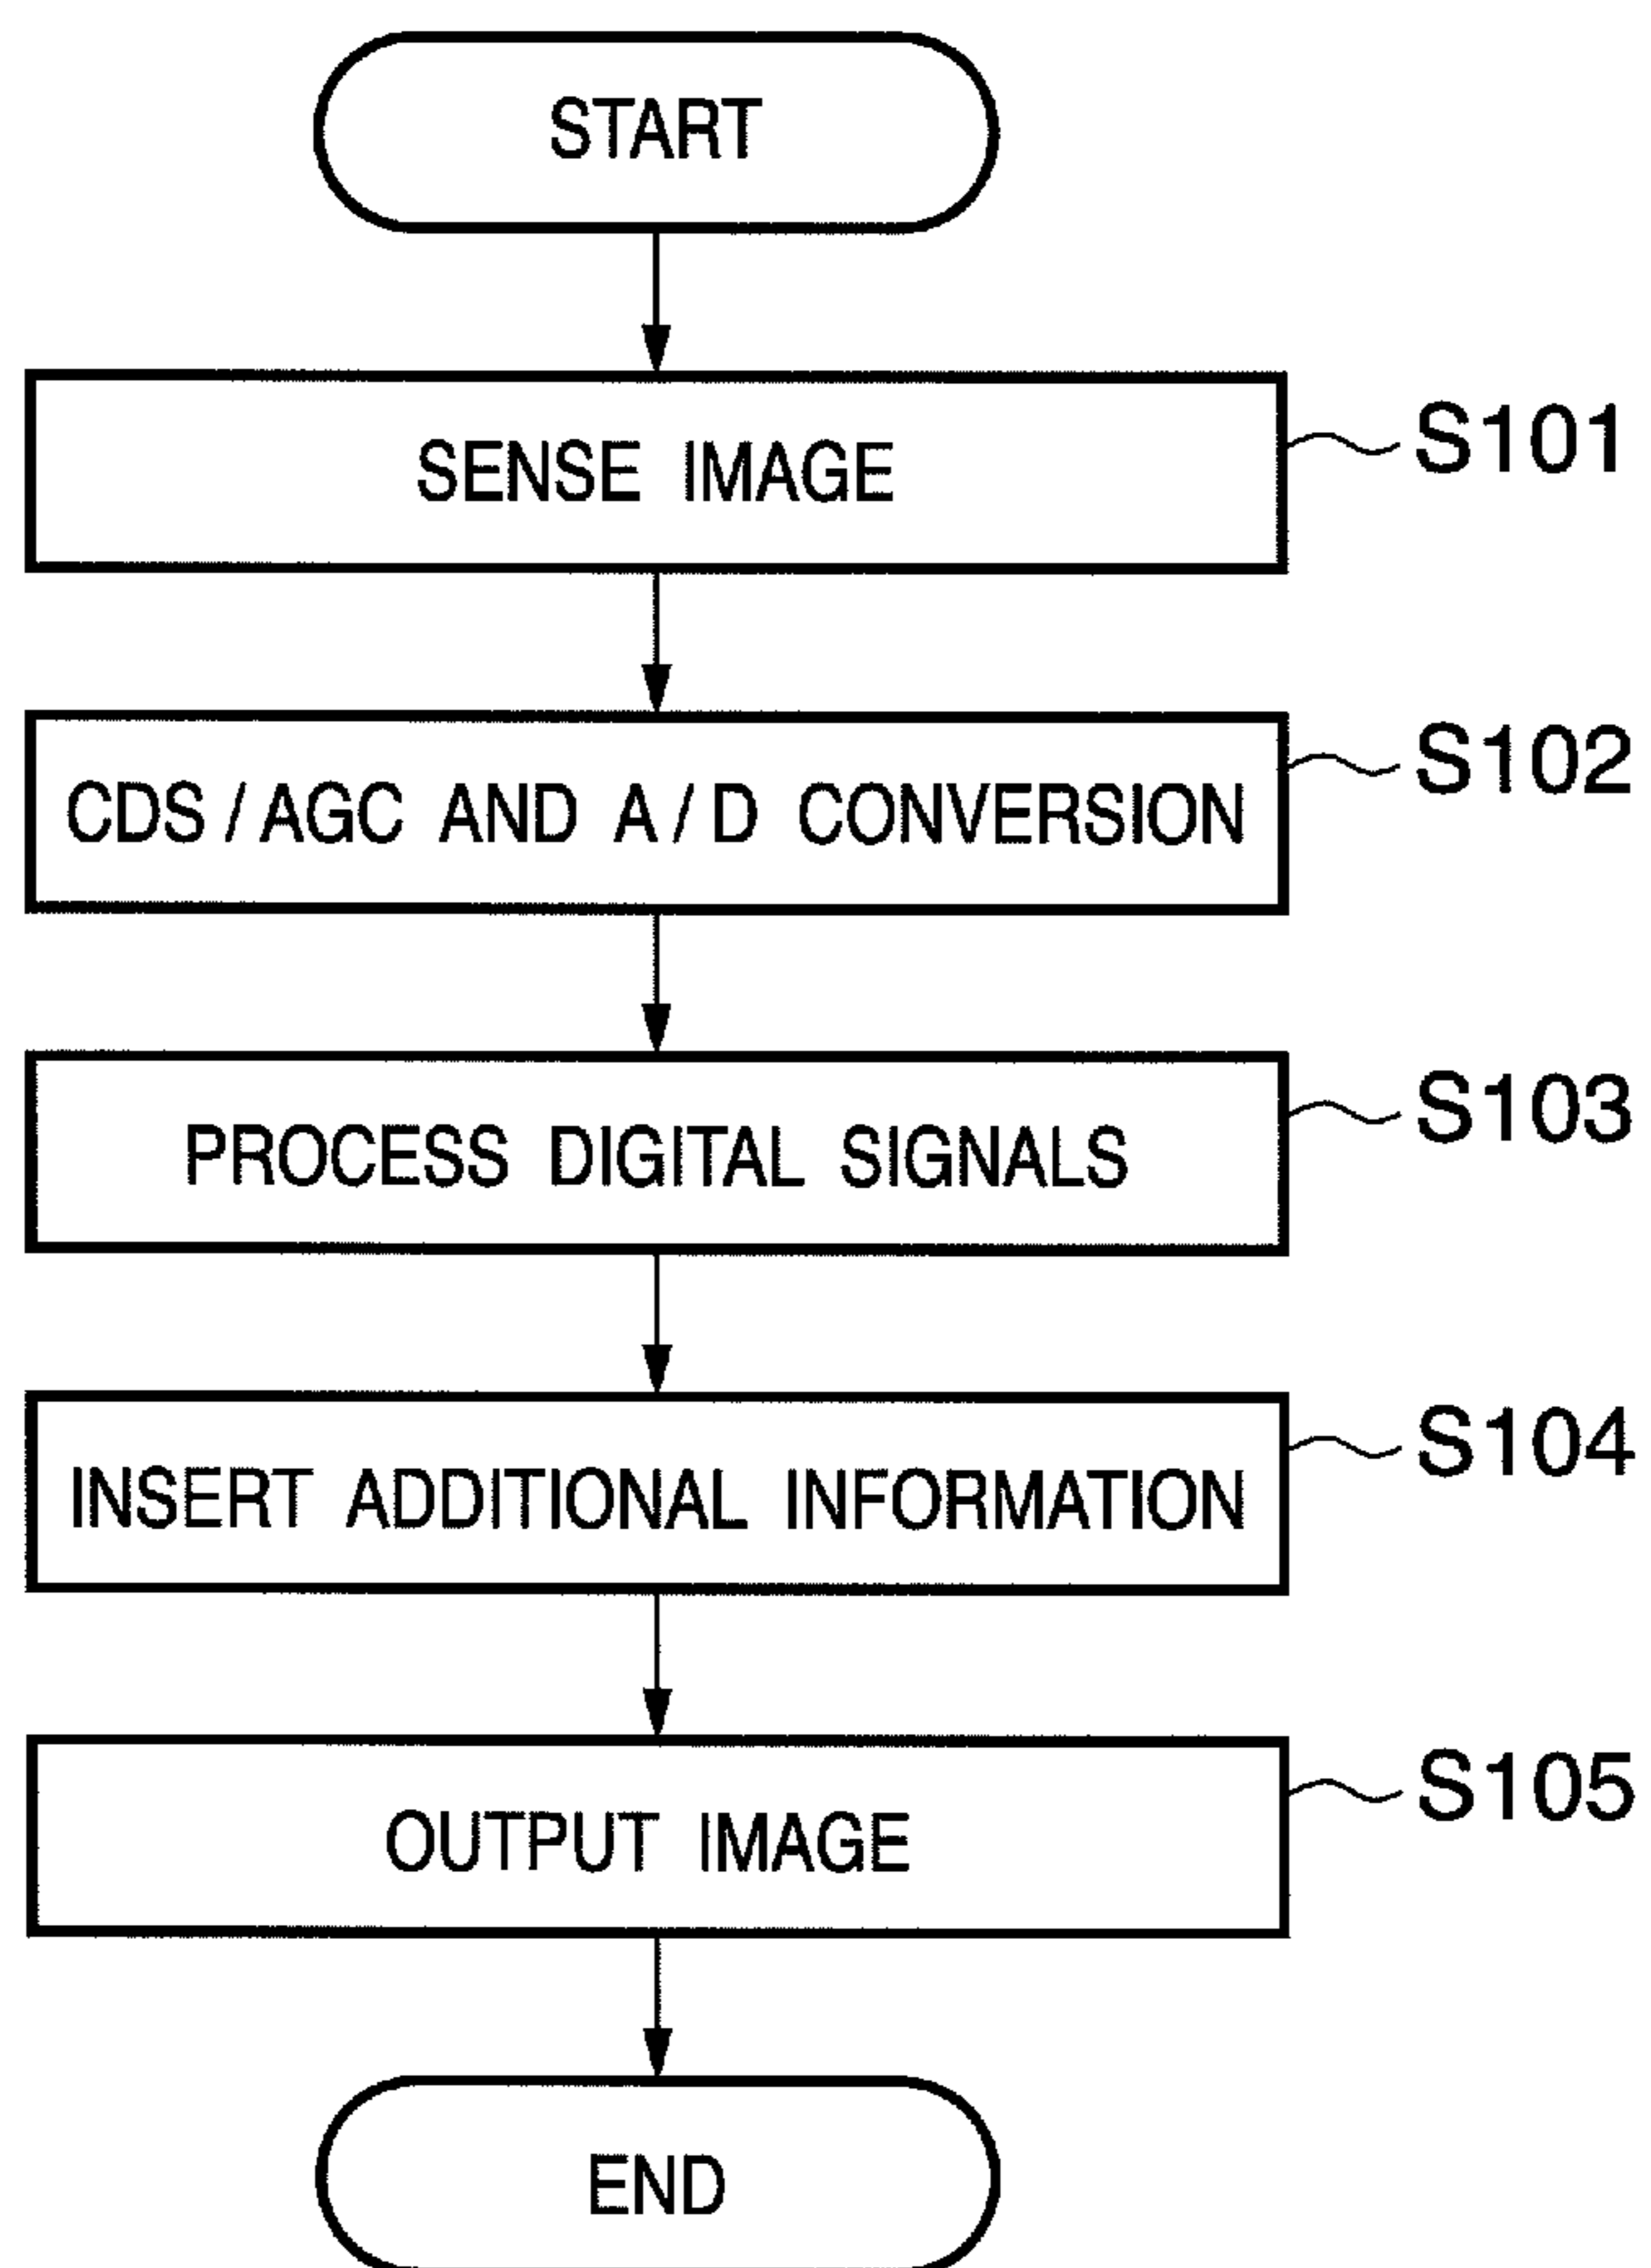 START
SENSE IMAGE
S101
CDS / AGC AND A / D CONVERSION
S102
PROCESS DIGITAL SIGNALS
S103
INSERT ADDITIONAL INFORMATION
S104
OUTPUT IMAGE
S105
END